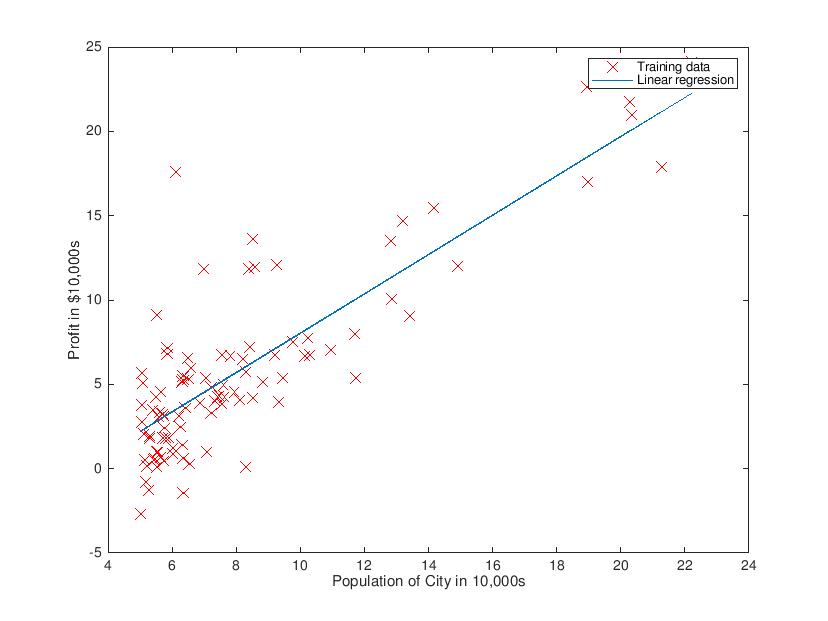 25
20
15
10
5
0
-5
Profit in $10,000s
Training data
Linear regression
4 6 8 10 12 14 16 18 20 22 24
Population of City in 10,000s